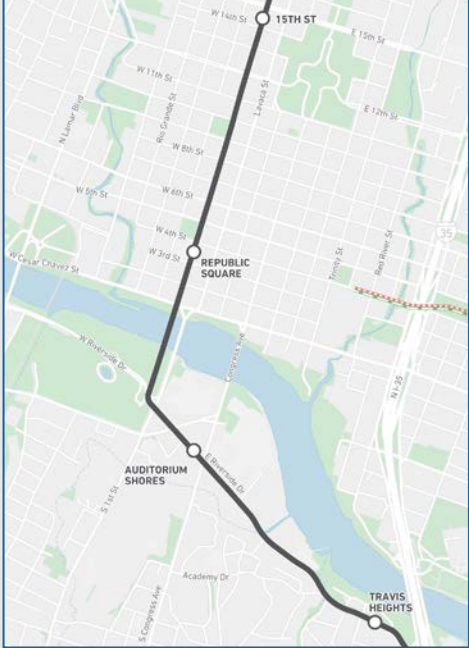 W 14th St
15TH ST
E 15th St
W 11th St
N Lamar Blvd
Rio Grande St
Lavaca St
E 12th St
W 8th St
W 5th St
W 6th St
W 4th St
W 3rd St
Trinity St
Red River St
35
W Cesar Chavez St
REPUBLIC
SQUARE
W Riverside Dr
Congress Ave
N I-35
AUDITORIUM
SHORES
E Riverside Dr
S 1st St
Academy Dr
S Congress Ave
TRAVIS
HEIGHTS